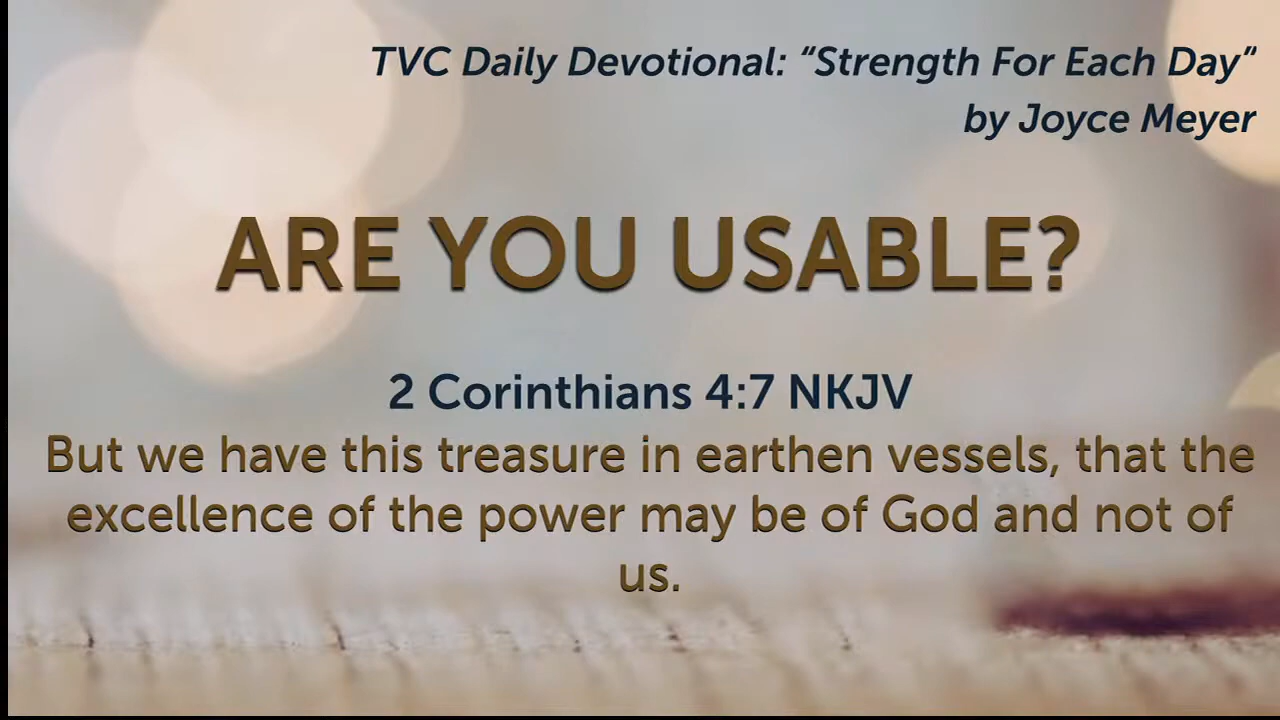 TVC Daily Devotional: “Strength For Each Day”
by Joyce Meyer
ARE YOU USABLE?
2 Corinthians 4:7 NKJV
But we have this treasure in earthen vessels, that the
excellence of the power may be of God and not of
us.